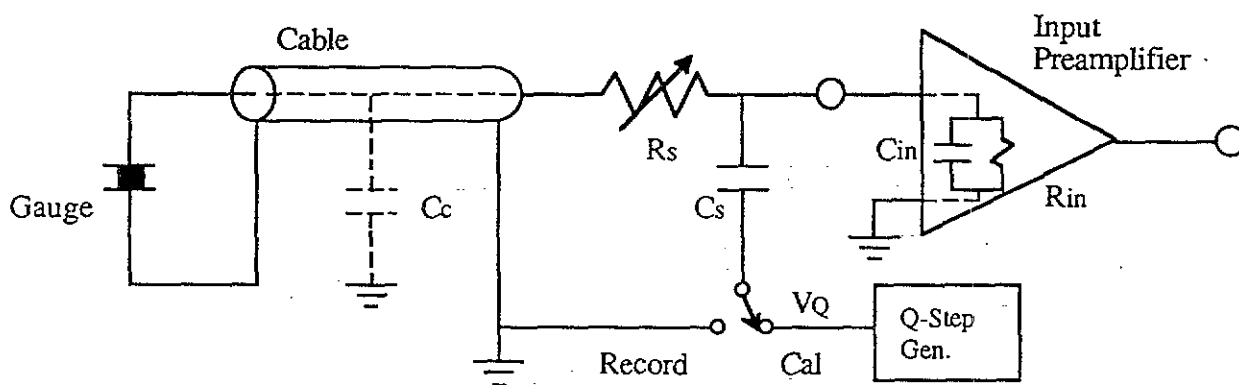 Cable
Input
Preamplifier
Rs
Cin
Rin
Gauge
Cc
Cs
VQ
Q-Step
Gen.
Record
Cal